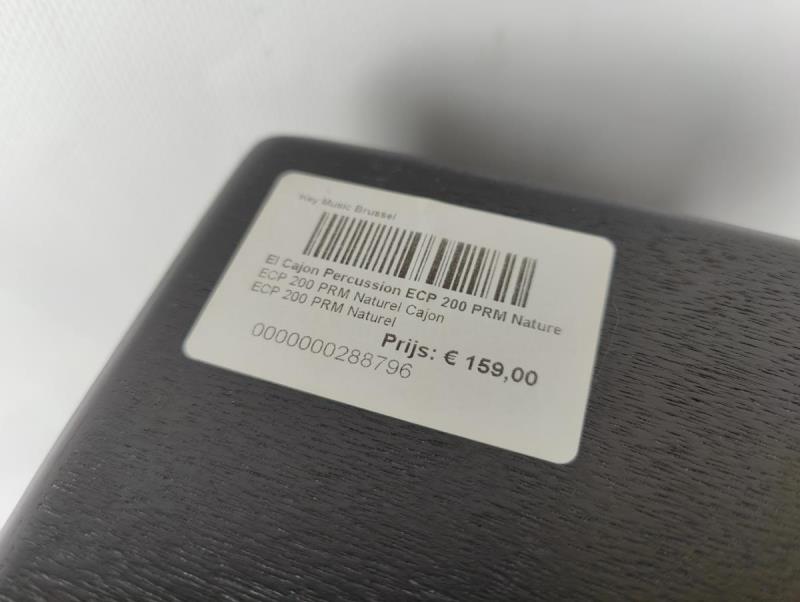 Key Music Brussel
El Cajon Percussion ECP 200 PRM Nature
ECP 200 PRM Naturel Cajon
ECP 200 PRM Naturel
Prijs: € 159,00
0000000288796